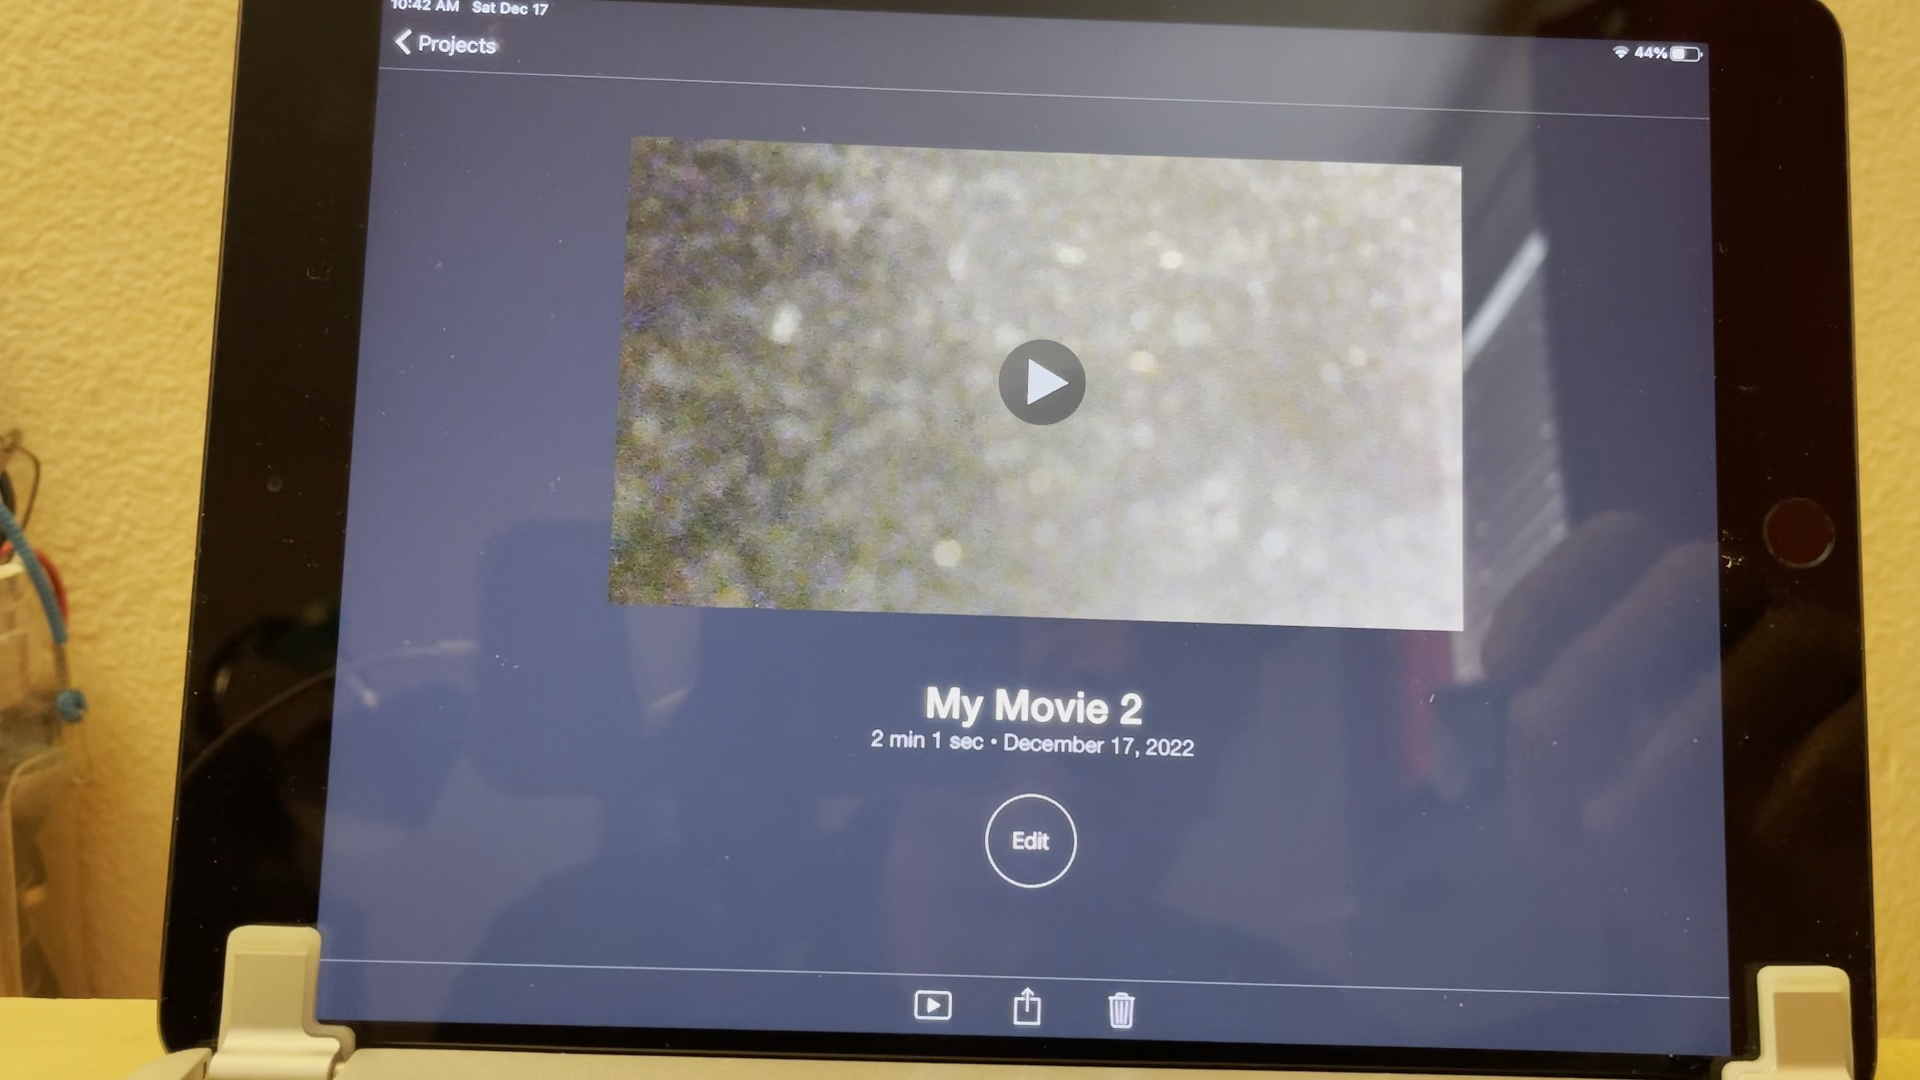 10:42 AM Sat Dec 17
Projects
44%
My Movie 2
2 min 1 sec • December 17, 2022
Edit